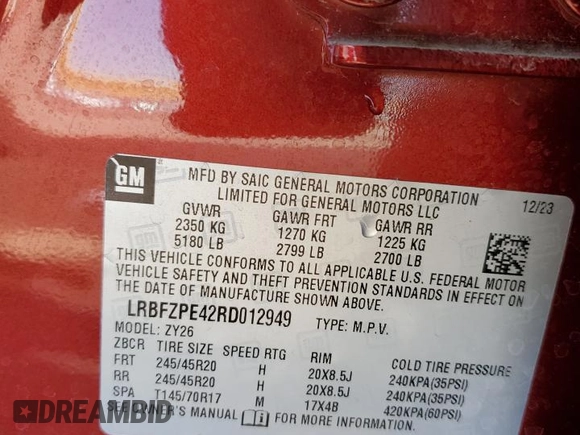 GM
MFD BY SAIC GENERAL MOTORS CORPORATION
LIMITED FOR GENERAL MOTORS LLC
12/23
GVWR GAWR FRT GAWR RR
2350 KG 1270 KG 1225 KG
5180 LB 2799 LB 2700 LB
THIS VEHICLE CONFORMS TO ALL APPLICABLE U.S. FEDERAL MOTOR
VEHICLE SAFETY AND THEFT PREVENTION STANDARDS IN EFFECT ON
THE DATE OF MANUFACTURE SHOWN ABOVE.
LRBFZPE42RD012949 TYPE: M.P.V.
MODEL: ZY26
ZBCR TIRE SIZE SPEED RTG RIM COLD TIRE PRESSURE
FRT 245/45R20 H 20X8.5J 240KPA(35PSI)
RR 245/45R20 H 20X8.5J 240KPA(35PSI)
SPA T145/70R17 M 17X4B 420KPA(60PSI)
OWNER'S MANUAL i FOR MORE INFORMATION.
DREAMBID